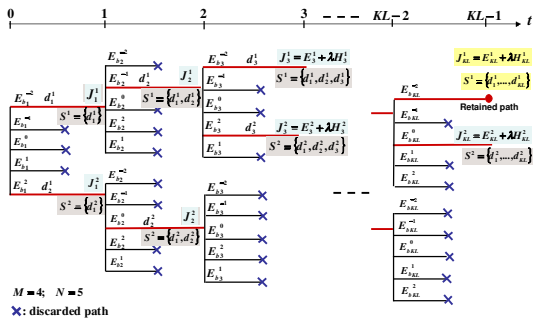 0 1 2 3 KL−2 KL−1 t
E_{b1}^{-2} d_1^1 J_1^1
S^1 = {d_1^1}
E_{b1}^0
E_{b1}^1
E_{b1}^2 d_1^2 J_1^2
S^2 = {d_1^2}
E_{b2}^{-2}
E_{b2}^{-1} d_2^1 J_2^1
E_{b2}^0 S^1 = {d_1^1, d_2^1}
E_{b2}^1
E_{b2}^2
E_{b2}^{-2}
E_{b2}^{-1}
E_{b2}^0 d_2^2 J_2^2
S^2 = {d_1^2, d_2^2}
E_{b2}^1
E_{b2}^2
E_{b3}^{-2} d_3^1 J_3^1 = E_3^1 + λH_3^1
E_{b3}^{-1} S^1 = {d_1^1, d_2^1, d_3^1}
E_{b3}^0
E_{b3}^2 d_3^2 J_3^2 = E_3^2 + λH_3^2
E_{b3}^1 S^2 = {d_1^2, d_2^2, d_3^2}
E_{b3}^{-2}
E_{b3}^{-1}
E_{b3}^0
E_{b3}^1
E_{b3}^2
J_{KL}^1 = E_{KL}^1 + λH_{KL}^1
S^1 = {d_1^1,...,d_{KL}^1}
E_{bKL}^{-2}
Retained path
E_{bKL}^{-1}
E_{bKL}^0 J_{KL}^2 = E_{KL}^2 + λH_{KL}^2
E_{bKL}^1 S^2 = {d_1^2,...,d_{KL}^2}
E_{bKL}^2
E_{bKL}^{-2}
E_{bKL}^{-1}
E_{bKL}^0
E_{bKL}^1
E_{bKL}^2
M = 4; N = 5
×: discarded path